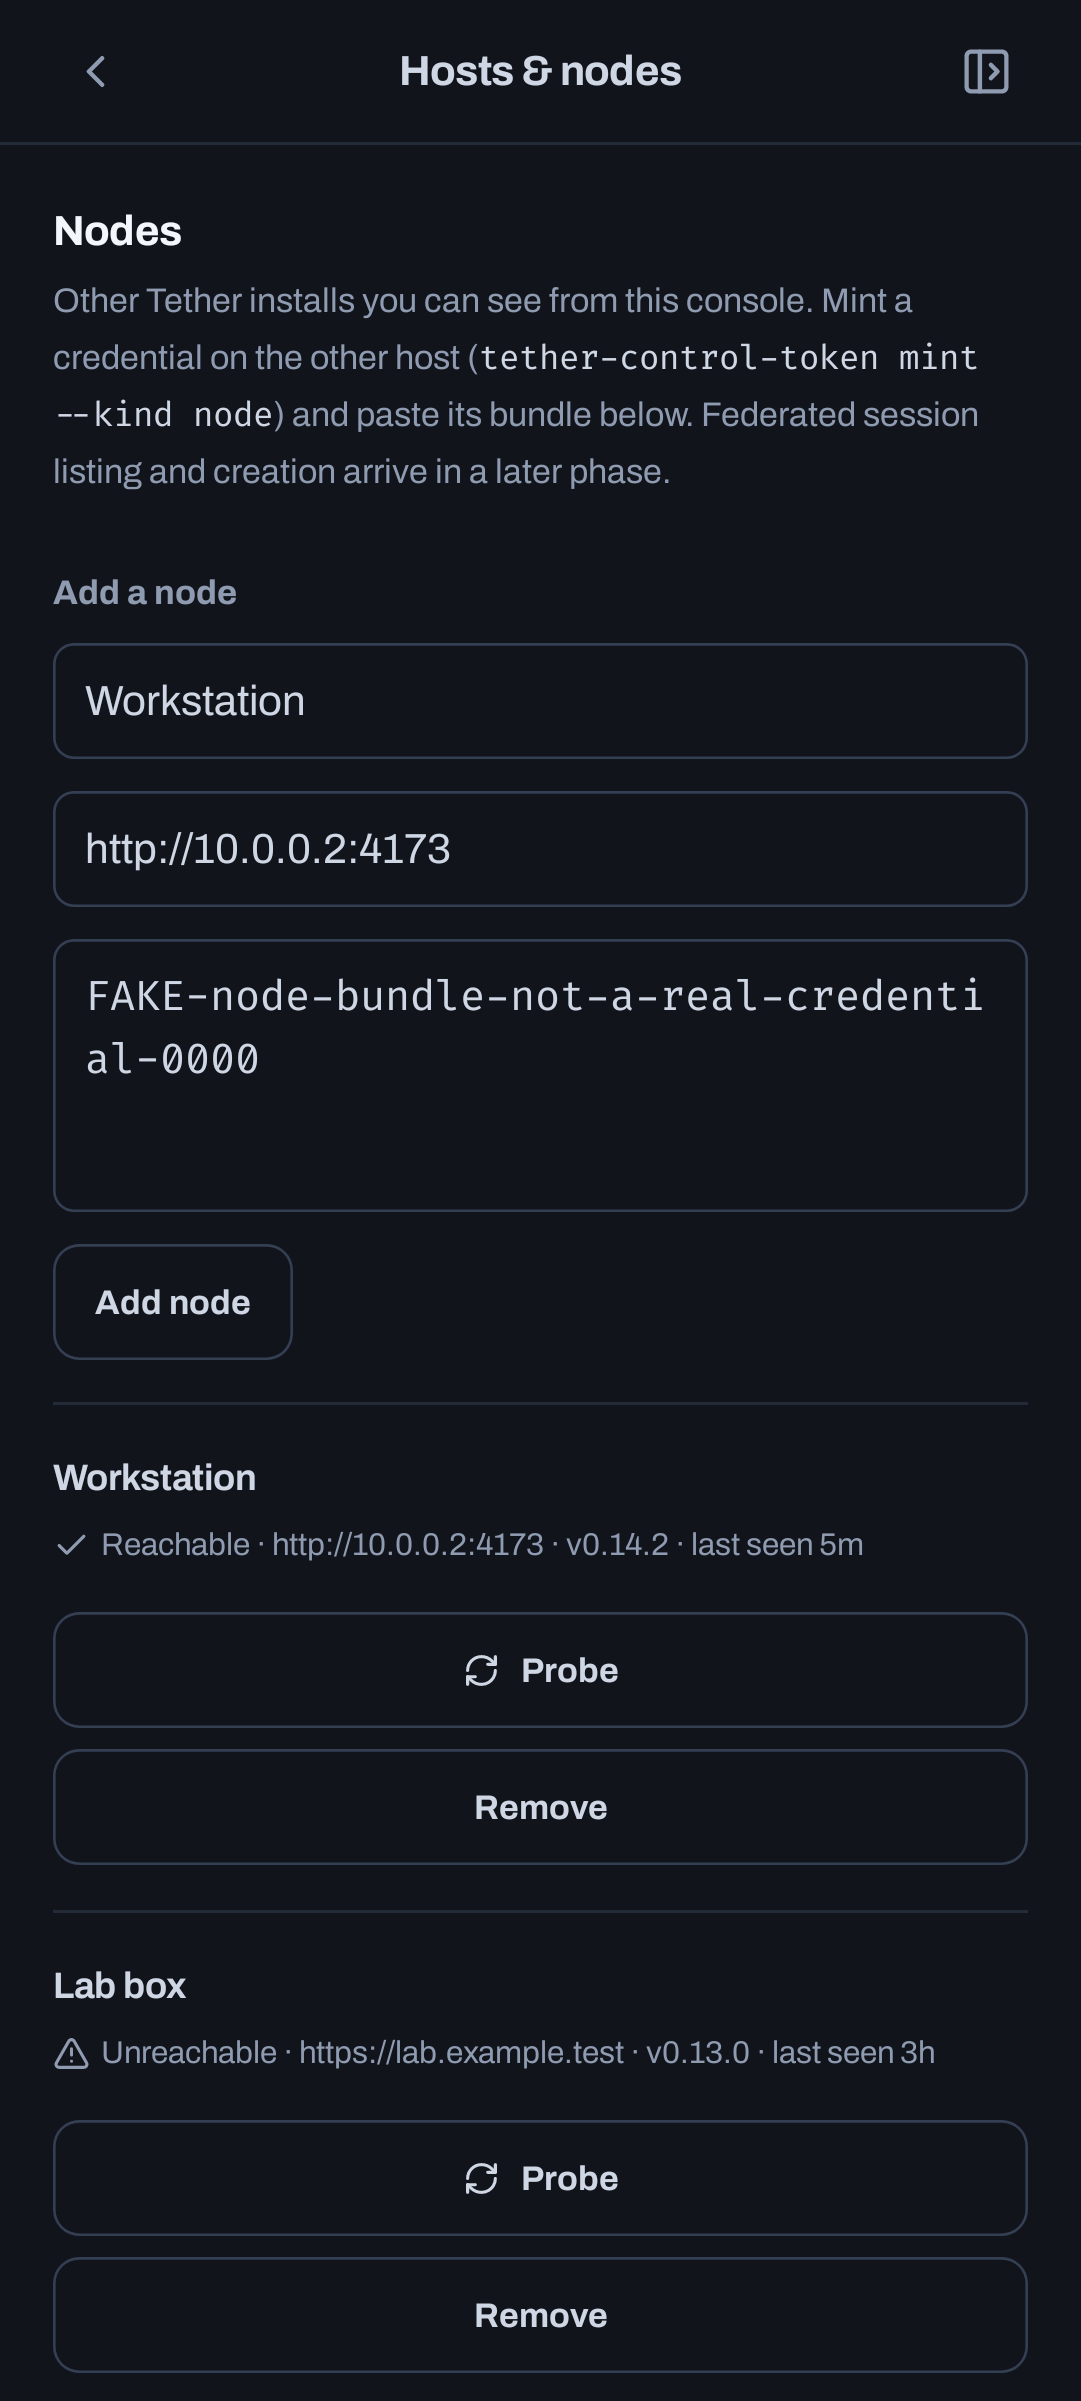 Hosts & nodes
Nodes
Other Tether installs you can see from this console. Mint a
credential on the other host (tether-control-token mint
--kind node) and paste its bundle below. Federated session
listing and creation arrive in a later phase.
Add a node
Workstation
http://10.0.0.2:4173
FAKE-node-bundle-not-a-real-credenti
al-0000
Add node
Workstation
Reachable · http://10.0.0.2:4173 · v0.14.2 · last seen 5m
Probe
Remove
Lab box
Unreachable · https://lab.example.test · v0.13.0 · last seen 3h
Probe
Remove